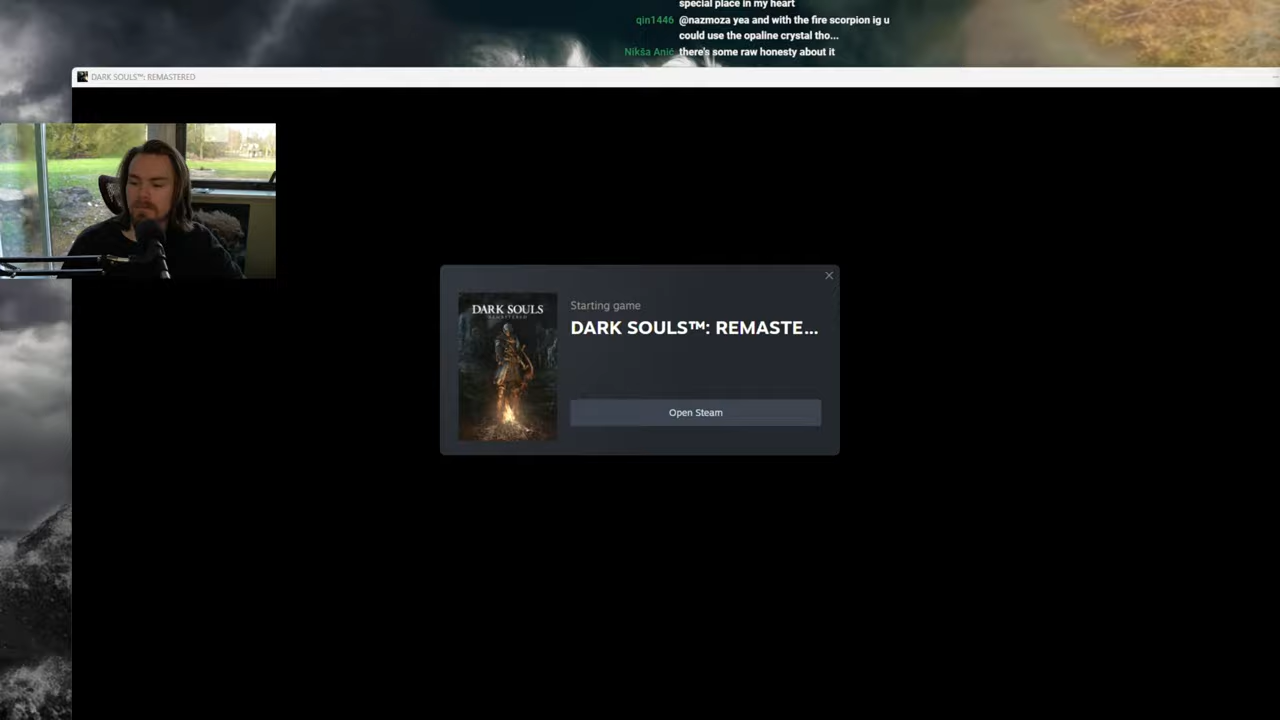 special place in my heart
qin1446 @nazmoza yea and with the fire scorpion ig u
could use the opaline crystal tho...
Nikša Anić there's some raw honesty about it
DARK SOULS™: REMASTERED
DARK SOULS
REMASTERED
Starting game
DARK SOULS™: REMASTE...
Open Steam